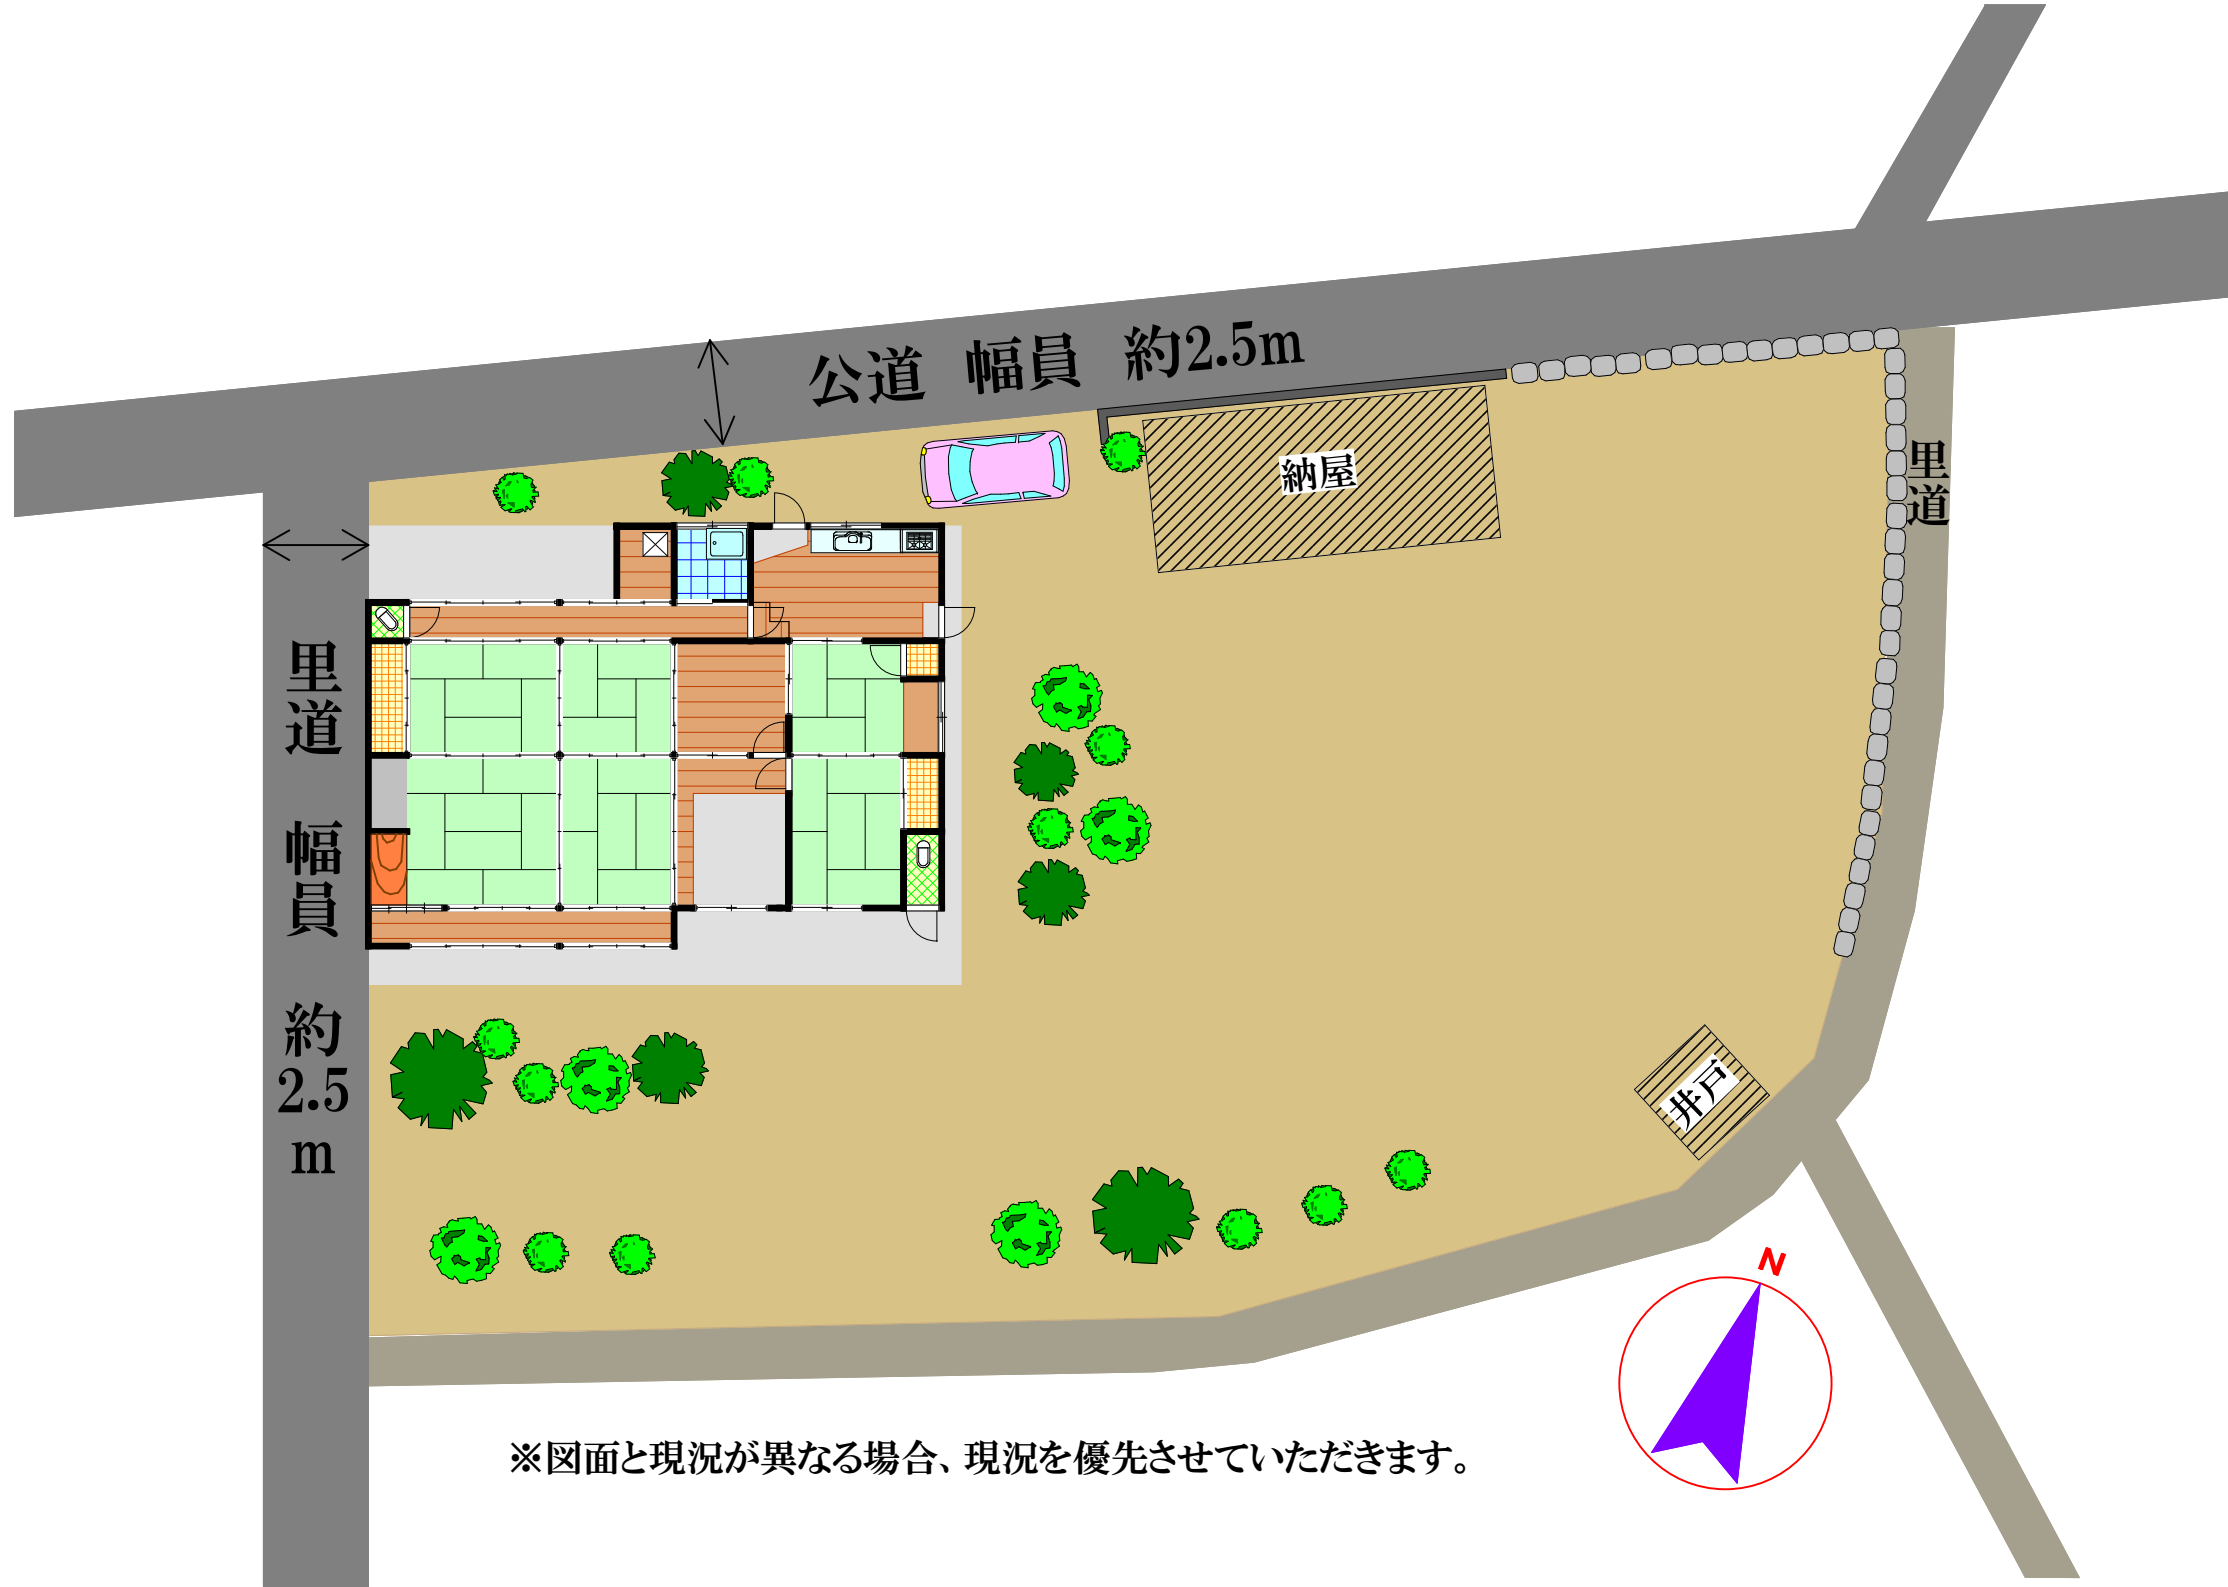 公道 幅員 約2.5m
納屋
里道
里道 幅員 約2.5m
井戸
N
※図面と現況が異なる場合、現況を優先させていただきます。